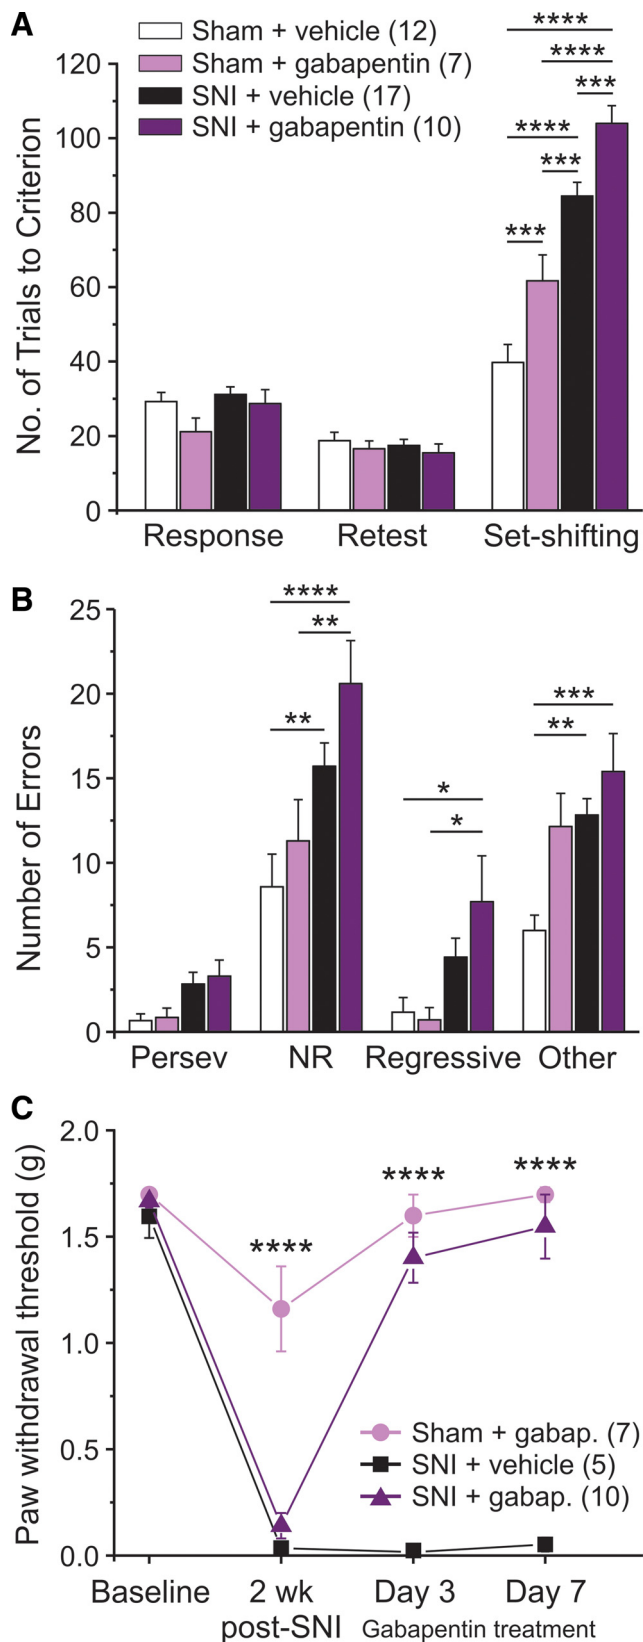 A
Sham + vehicle (12)
Sham + gabapentin (7)
SNI + vehicle (17)
SNI + gabapentin (10)
****
****
***
****
***
***
No. of Trials to Criterion
120
100
80
60
40
20
0
Response Retest Set-shifting
B
****
**
**
*
*
***
**
Number of Errors
25
20
15
10
5
0
Persev NR Regressive Other
C
Paw withdrawal threshold (g)
2.0
1.5
1.0
0.5
0.0
****
****
****
Sham + gabap. (7)
SNI + vehicle (5)
SNI + gabap. (10)
Baseline 2 wk Day 3 Day 7
post-SNI Gabapentin treatment